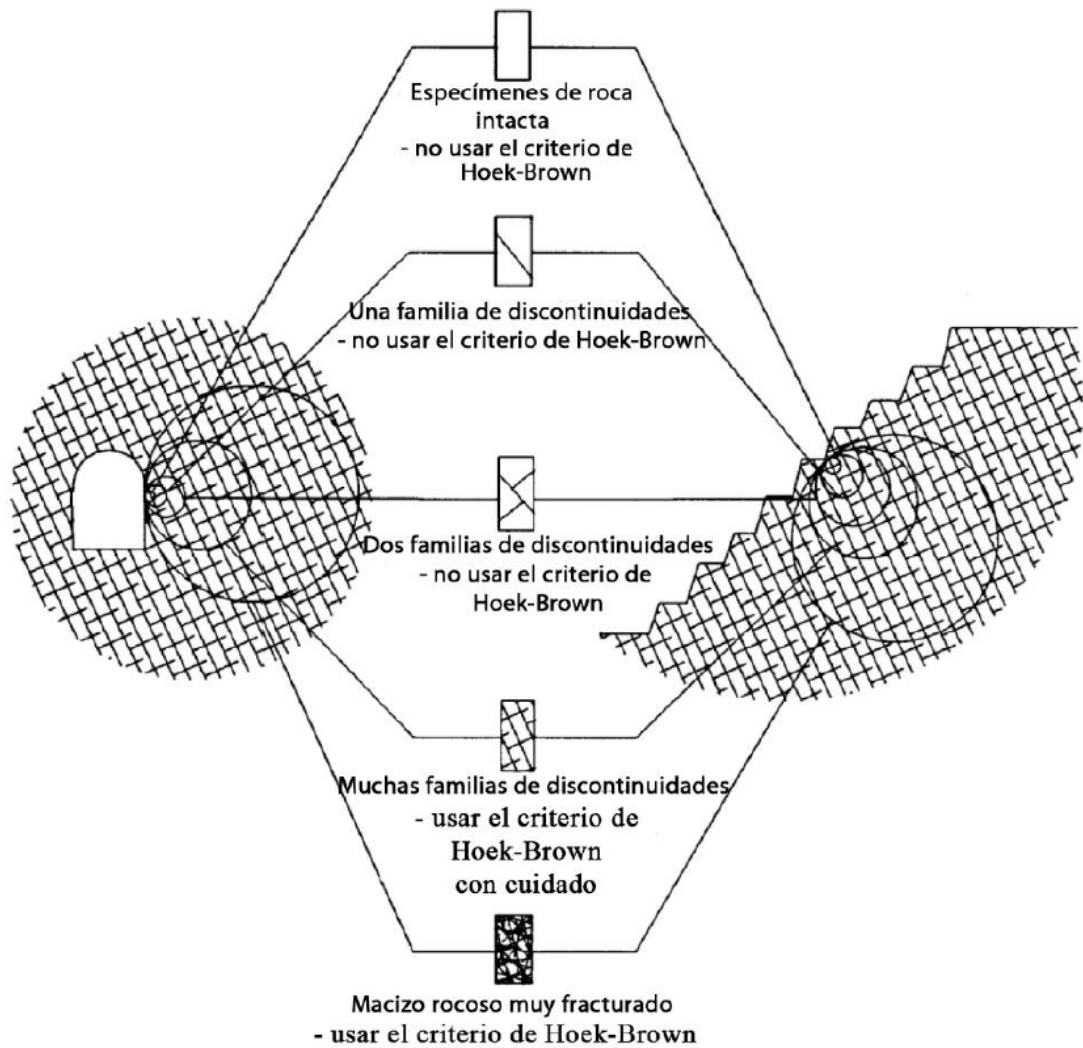 Especímenes de roca
intacta
- no usar el criterio de
Hoek-Brown
Una familia de discontinuidades
- no usar el criterio de Hoek-Brown
Dos familias de discontinuidades
- no usar el criterio de
Hoek-Brown
Muchas familias de discontinuidades
- usar el criterio de
Hoek-Brown
con cuidado
Macizo rocoso muy fracturado
- usar el criterio de Hoek-Brown